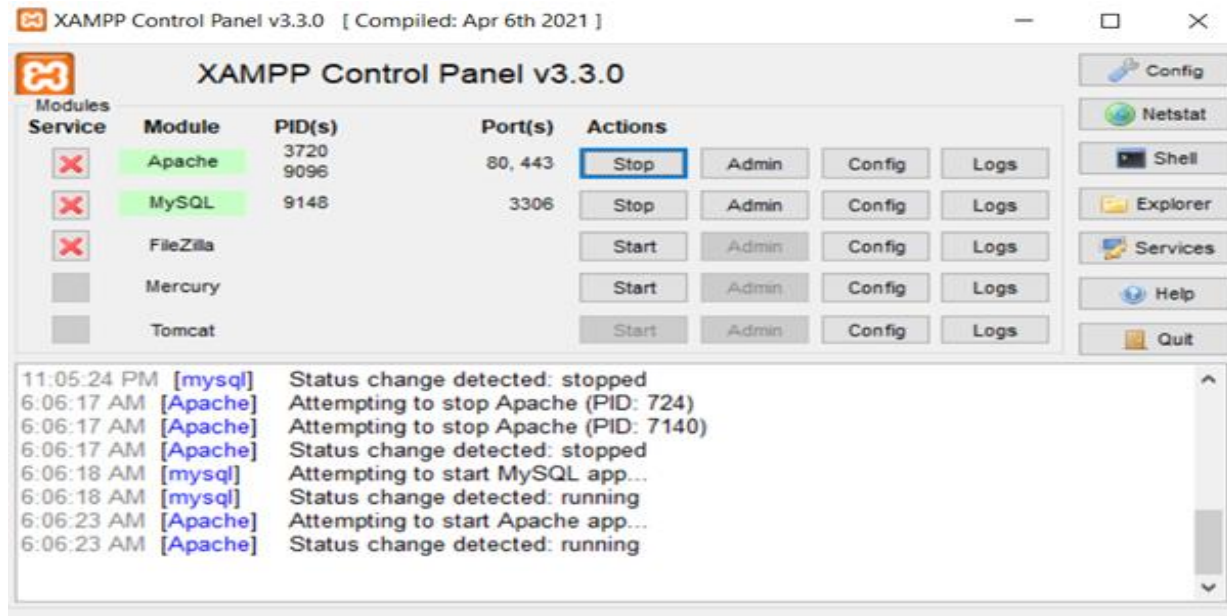 XAMPP Control Panel v3.3.0 [ Compiled: Apr 6th 2021 ]
XAMPP Control Panel v3.3.0
Config
Modules
Netstat
Service Module PID(s) Port(s) Actions
Apache 3720 9096 80, 443 Stop Admin Config Logs
Shell
MySQL 9148 3306 Stop Admin Config Logs
Explorer
FileZilla Start Admin Config Logs
Services
Mercury Start Admin Config Logs
Help
Tomcat Start Admin Config Logs
Quit
11:05:24 PM [mysql] Status change detected: stopped
6:06:17 AM [Apache] Attempting to stop Apache (PID: 724)
6:06:17 AM [Apache] Attempting to stop Apache (PID: 7140)
6:06:17 AM [Apache] Status change detected: stopped
6:06:18 AM [mysql] Attempting to start MySQL app...
6:06:18 AM [mysql] Status change detected: running
6:06:23 AM [Apache] Attempting to start Apache app...
6:06:23 AM [Apache] Status change detected: running